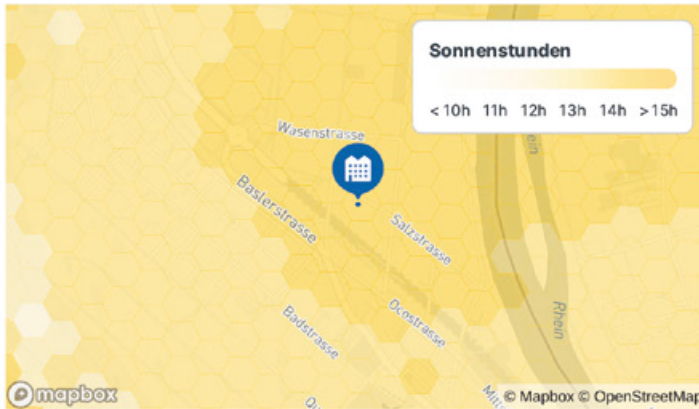 Sonnenstunden
< 10h 11h 12h 13h 14h > 15h
Wasenstrasse
Baslerstrasse
Salzstrasse
Ocostrasse
Badstrasse
Rhein
mapbox
© Mapbox © OpenStreetMap